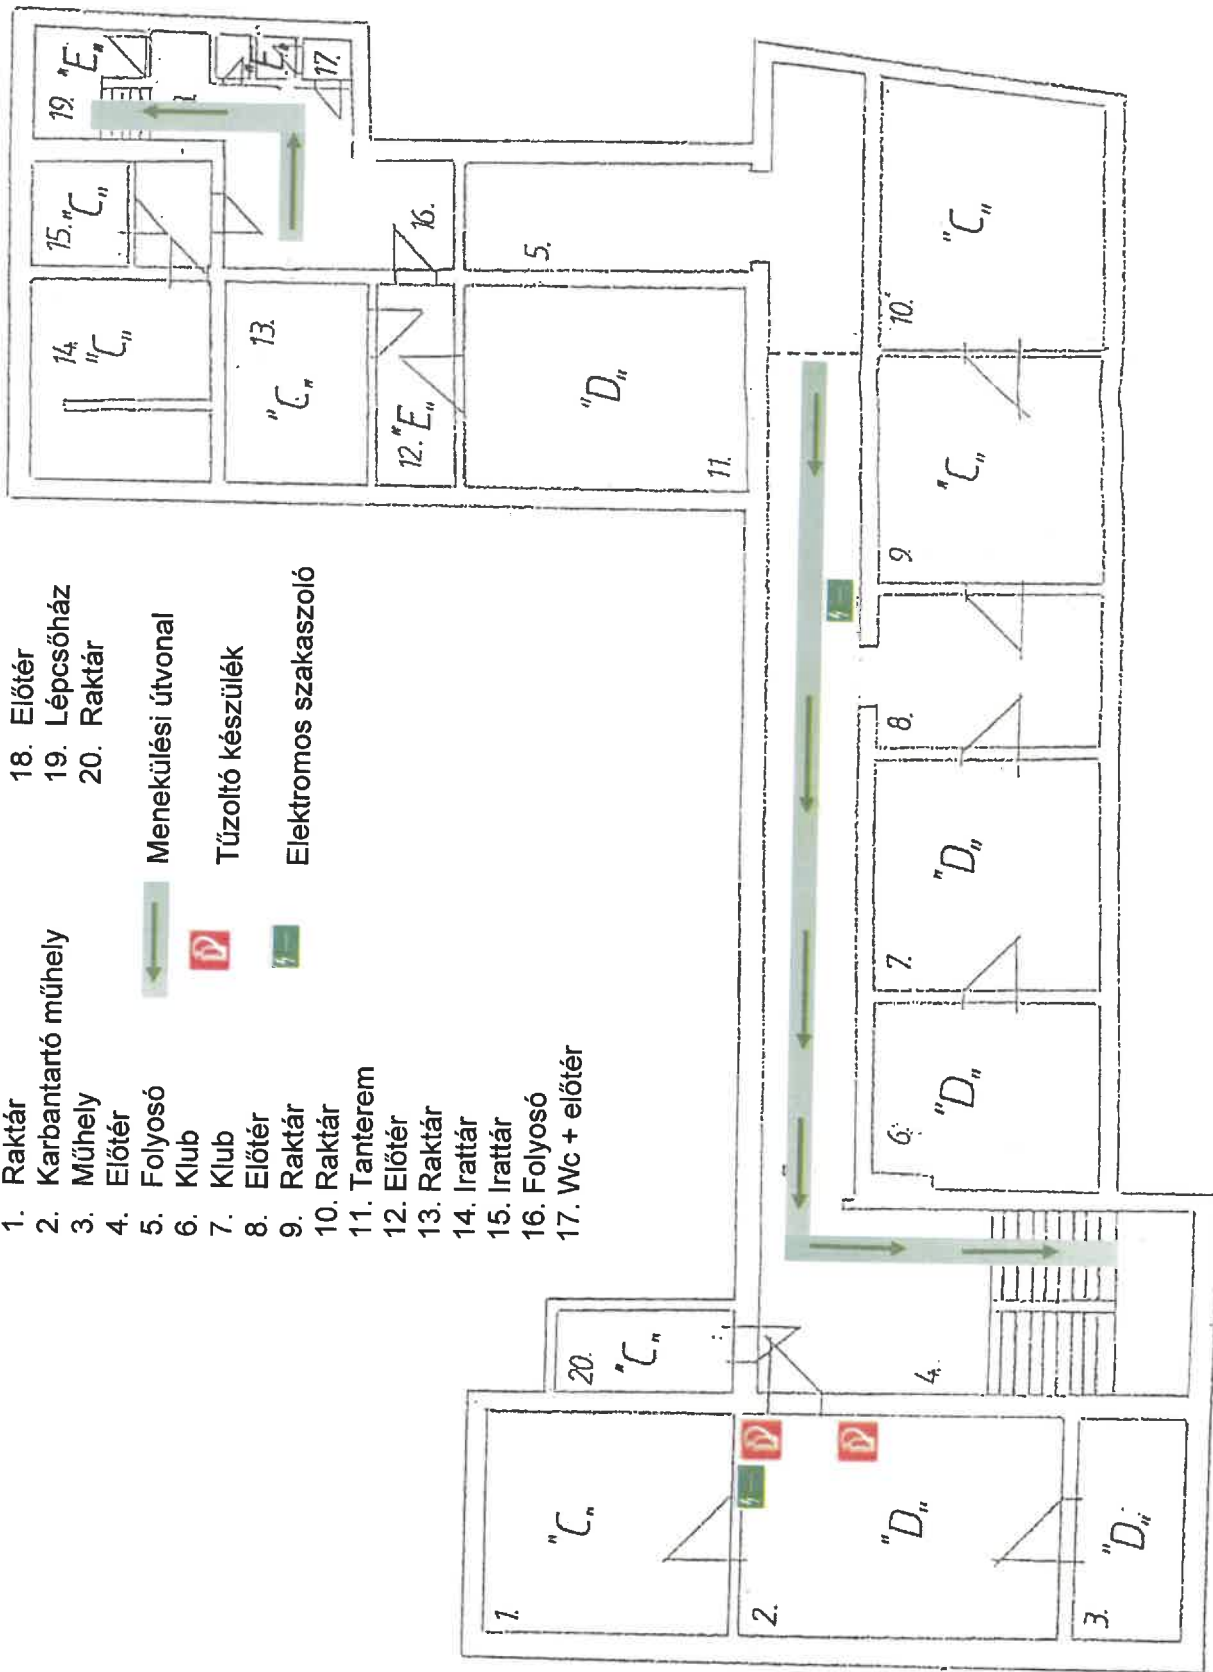 1. Raktár
2. Karbantartó műhely
3. Műhely
4. Előtér
5. Folyosó
6. Klub
7. Klub
8. Előtér
9. Raktár
10. Raktár
11. Tanterem
12. Előtér
13. Raktár
14. Irattár
15. Irattár
16. Folyosó
17. Wc + előtér
18. Előtér
19. Lépcsőház
20. Raktár
Menekülési útvonal
Tűzoltó készülék
Elektromos szakaszoló
14. "C"
15. "C"
19. "E"
"E"
17.
13. "C"
12. "E"
16.
11. "D"
5.
20. "C"
1. "C"
2. "D"
3. "D"
4.
6. "D"
7. "D"
8.
9. "C"
10. "C"